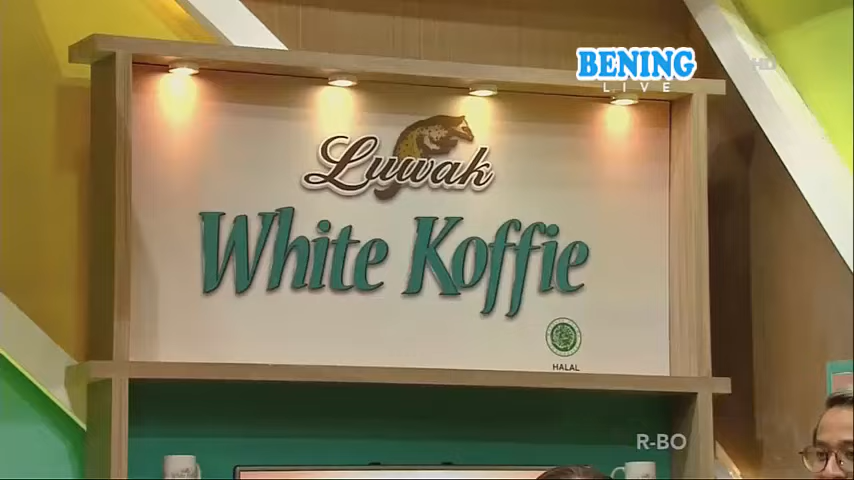 BENING
LIVE
HD
Luwak
White Koffie
HALAL
R-BO